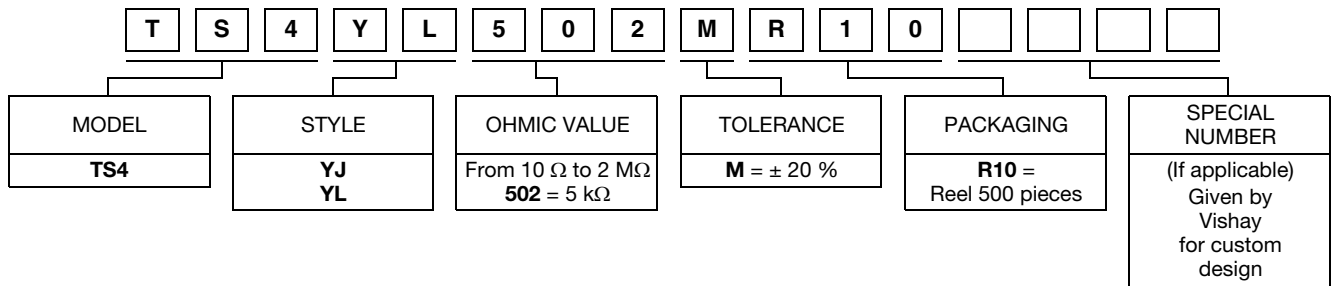 T S 4 Y L 5 0 2 M R 1 0
MODEL
TS4
STYLE
YJ
YL
OHMIC VALUE
From 10 Ω to 2 MΩ
502 = 5 kΩ
TOLERANCE
M = ± 20 %
PACKAGING
R10 =
Reel 500 pieces
SPECIAL
NUMBER
(If applicable)
Given by
Vishay
for custom
design